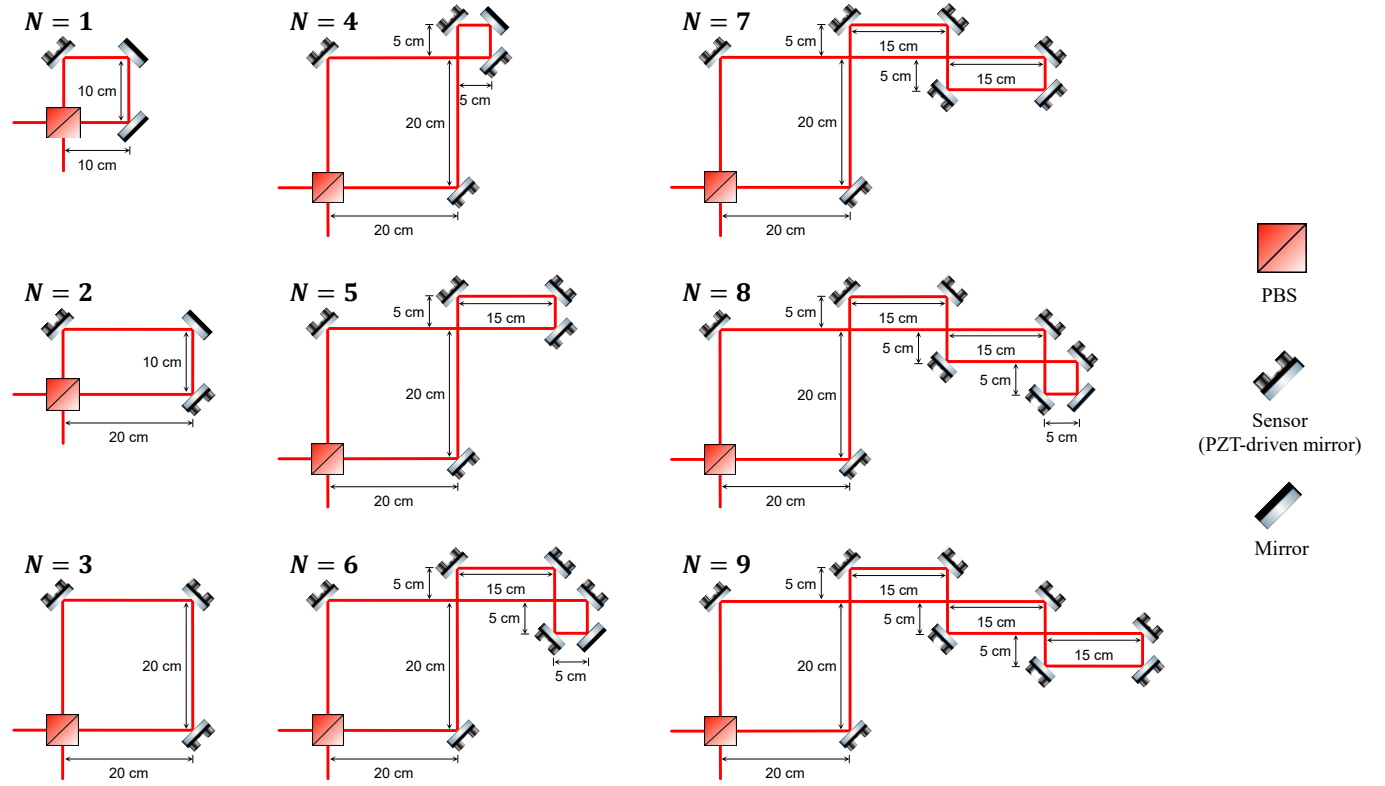 N = 1
10 cm
10 cm
N = 4
5 cm
5 cm
20 cm
20 cm
N = 7
5 cm
15 cm
5 cm
15 cm
20 cm
20 cm
N = 2
10 cm
20 cm
N = 5
5 cm
15 cm
20 cm
20 cm
N = 8
5 cm
15 cm
5 cm
15 cm
5 cm
5 cm
20 cm
20 cm
N = 3
20 cm
20 cm
N = 6
5 cm
15 cm
5 cm
5 cm
20 cm
20 cm
N = 9
5 cm
15 cm
5 cm
15 cm
5 cm
15 cm
20 cm
20 cm
PBS
Sensor
(PZT-driven mirror)
Mirror